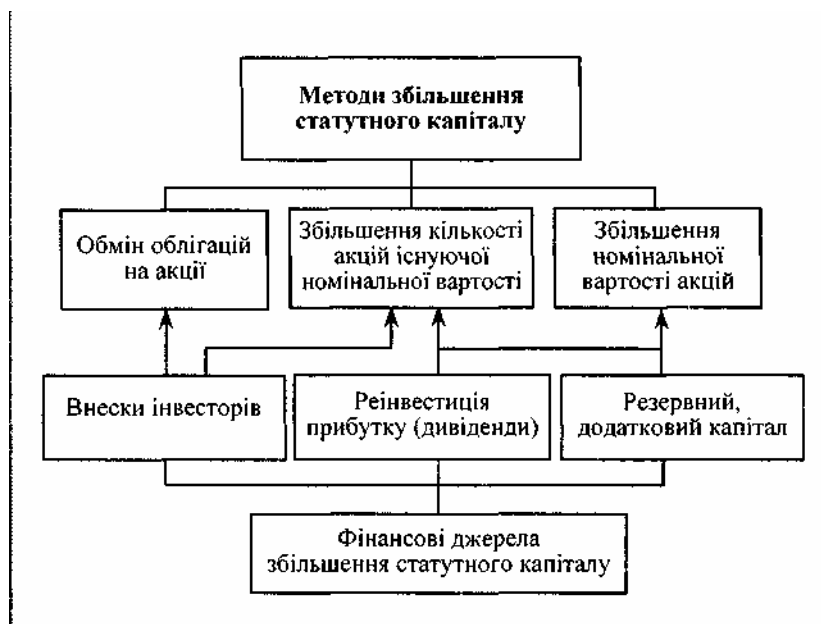 Методи збільшення
статутного капіталу
Обмін облігацій
на акції
Збільшення кількості
акцій існуючої
номінальної вартості
Збільшення
номінальної
вартості акцій
Внески інвесторів
Реінвестиція
прибутку (дивіденди)
Резервний,
додатковий капітал
Фінансові джерела
збільшення статутного капіталу